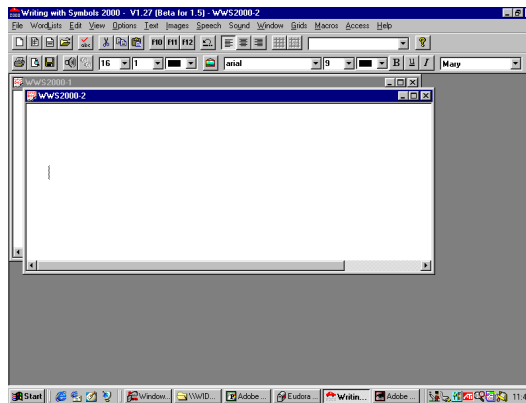 Writing with Symbols 2000 - V1.27 (Beta for 1.5) - WWS2000-2
File WordLists Edit View Options Text Images Speech Sound Window Grids Macros Access Help
abc F10 F11 F12
16 1 arial 9 B U I Mary
WWS2000-1
WWS2000-2
Start Window... \\WID... Adobe ... Eudora ... Writin... Adobe ...